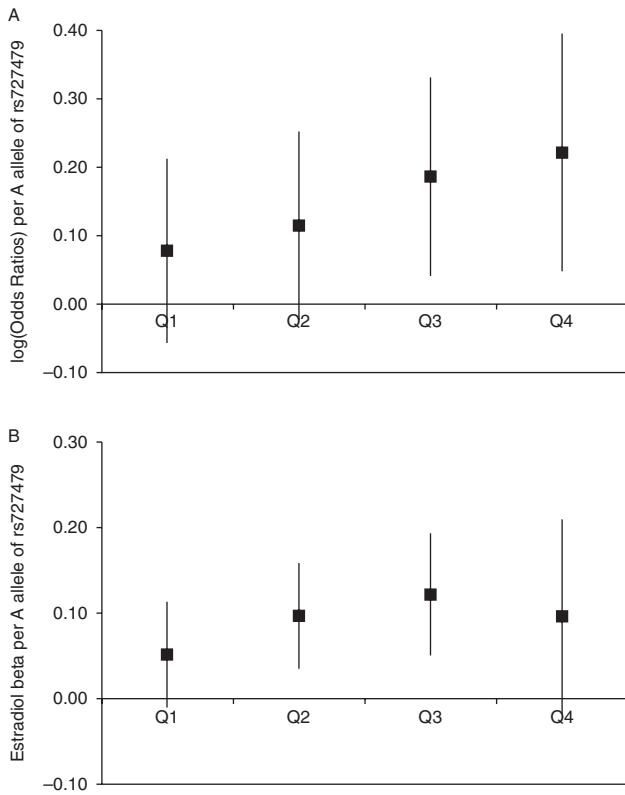 A
log(Odds Ratios) per A allele of rs727479
0.40
0.30
0.20
0.10
0.00
–0.10
Q1
Q2
Q3
Q4
B
Estradiol beta per A allele of rs727479
0.30
0.20
0.10
0.00
–0.10
Q1
Q2
Q3
Q4